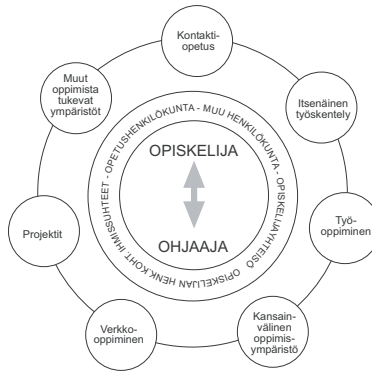 Kontakti-
opetus
Itsenäinen
työskentely
Työ-
oppiminen
Kansain-
välinen
oppimis-
ympäristö
Verkko-
oppiminen
Projektit
Muut
oppimista
tukevat
ympäristöt
OPETUSHENKILÖKUNTA - MUU HENKILÖKUNTA - OPISKELIJAYHTEISÖ OPISKELIJAN HENK.KOHT IHMISSUHTEET -
OPISKELIJA
OHJAAJA